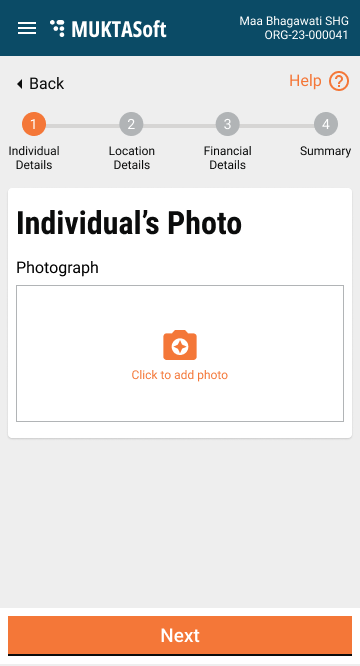 MUKTASoft
Maa Bhagawati SHG
ORG-23-000041
Back
Help ?
1
2
3
4
Individual
Details
Location
Details
Financial
Details
Summary
Individual's Photo
Photograph
Click to add photo
Next